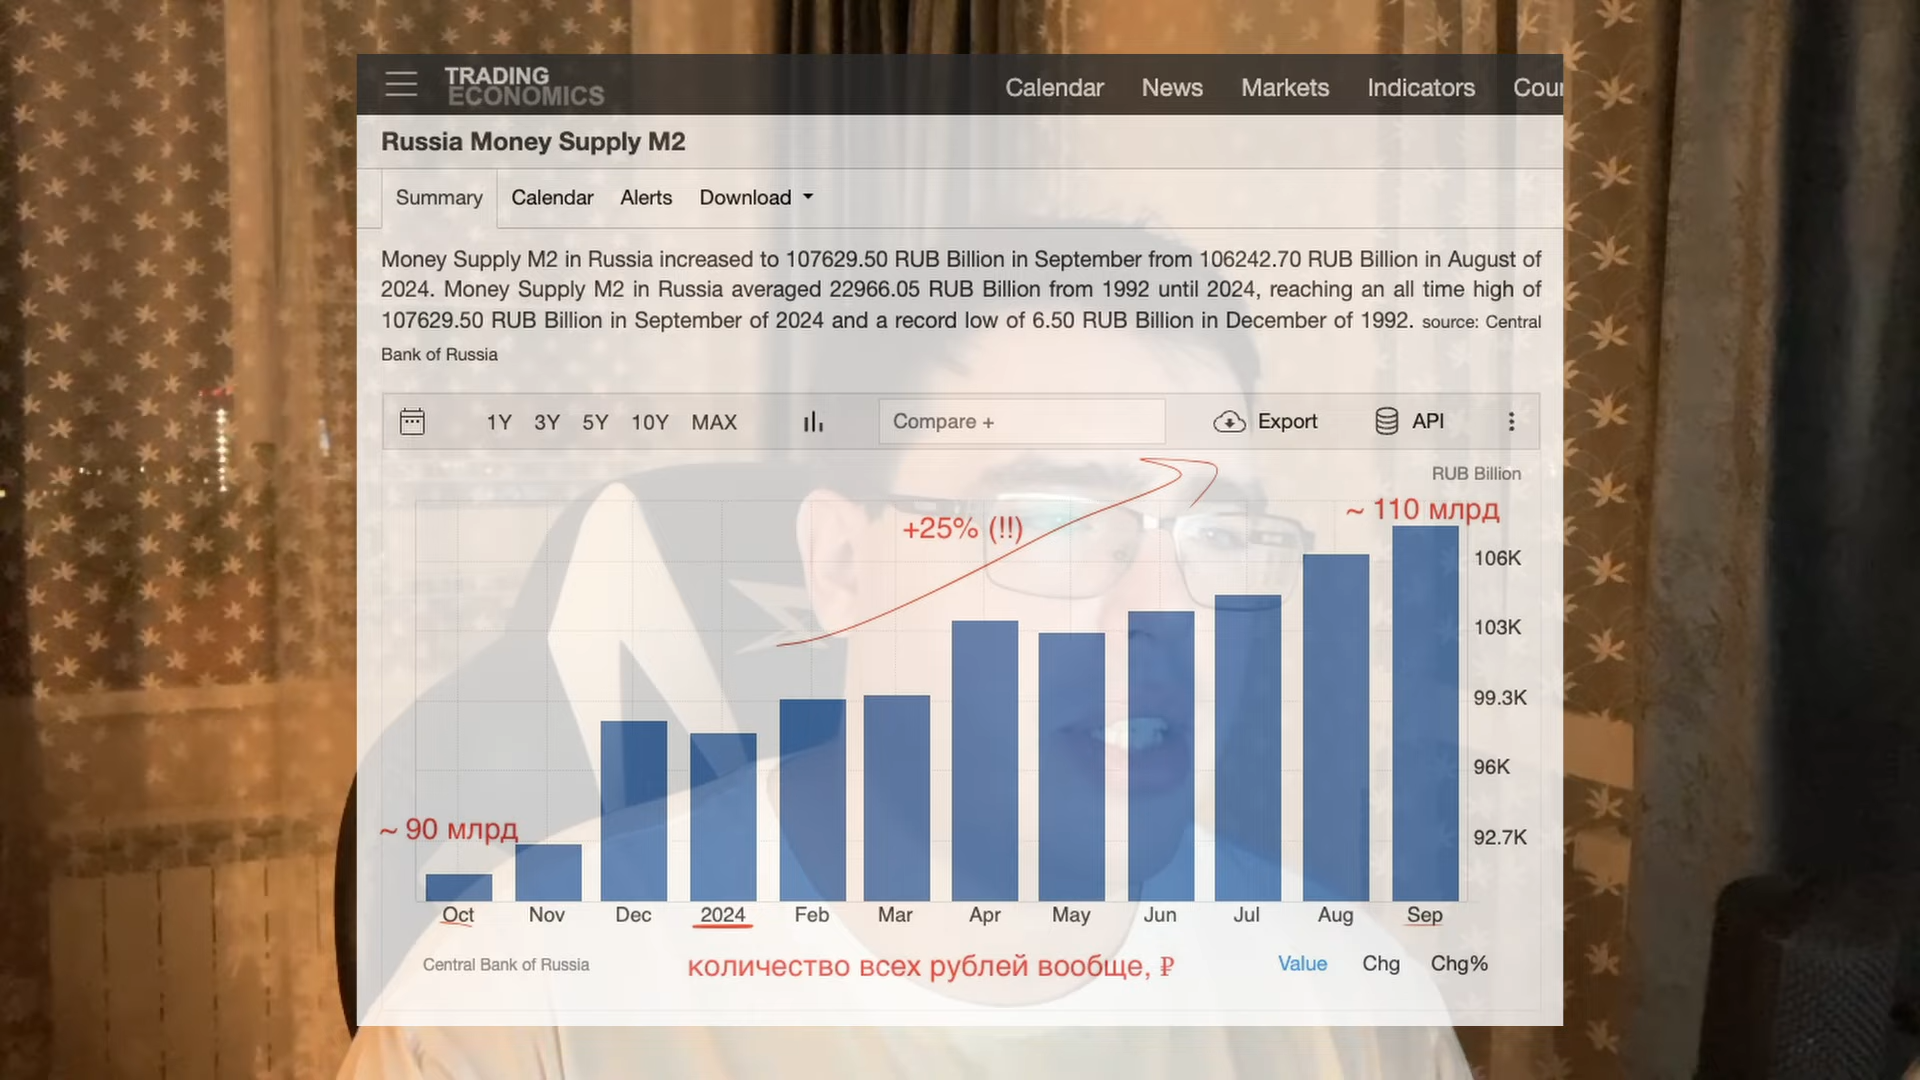 TRADING
ECONOMICS
Calendar News Markets Indicators Cour
Russia Money Supply M2
Summary Calendar Alerts Download
Money Supply M2 in Russia increased to 107629.50 RUB Billion in September from 106242.70 RUB Billion in August of
2024. Money Supply M2 in Russia averaged 22966.05 RUB Billion from 1992 until 2024, reaching an all time high of
107629.50 RUB Billion in September of 2024 and a record low of 6.50 RUB Billion in December of 1992. source: Central
Bank of Russia
1Y 3Y 5Y 10Y MAX Compare + Export API
RUB Billion
~ 110 млрд
+25% (!!)
106K
103K
99.3K
96K
~ 90 млрд
92.7K
Oct Nov Dec 2024 Feb Mar Apr May Jun Jul Aug Sep
Central Bank of Russia количество всех рублей вообще, ₽ Value Chg Chg%